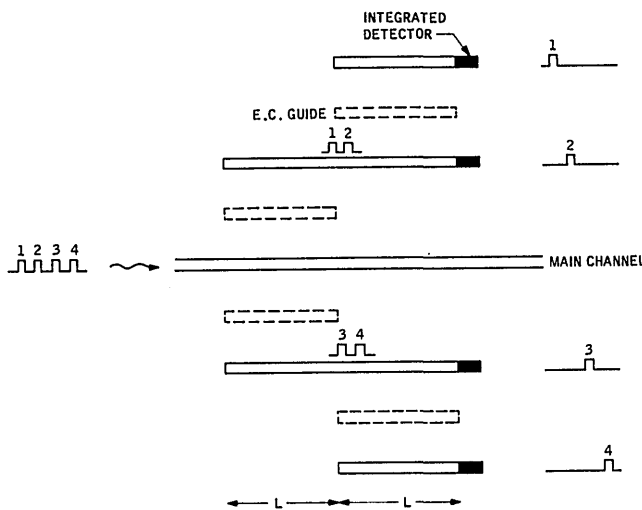 INTEGRATED
DETECTOR
1
E.C. GUIDE
1 2
2
1 2 3 4
MAIN CHANNEL
3 4
3
4
L L